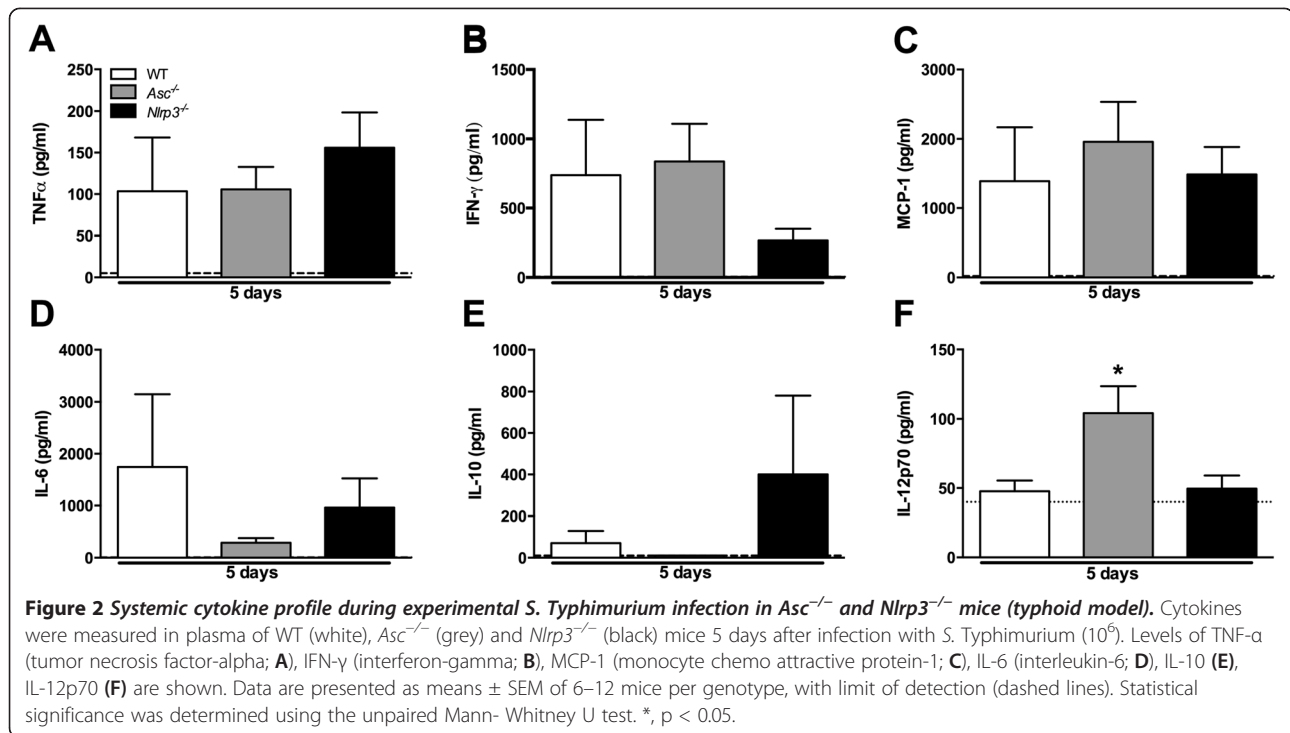 A
TNFα (pg/ml)
250
200
150
100
50
0
WT
Asc-/-
Nlrp3-/-
5 days
B
IFN-γ (pg/ml)
1500
1000
500
0
5 days
C
MCP-1 (pg/ml)
3000
2000
1000
0
5 days
D
IL-6 (pg/ml)
4000
3000
2000
1000
0
5 days
E
IL-10 (pg/ml)
1000
800
600
400
200
0
5 days
F
IL-12p70 (pg/ml)
150
100
50
0
*
5 days
Figure 2 Systemic cytokine profile during experimental S. Typhimurium infection in Asc−/− and Nlrp3−/− mice (typhoid model). Cytokines
were measured in plasma of WT (white), Asc−/− (grey) and Nlrp3−/− (black) mice 5 days after infection with S. Typhimurium (10⁶). Levels of TNF-α
(tumor necrosis factor-alpha; A), IFN-γ (interferon-gamma; B), MCP-1 (monocyte chemo attractive protein-1; C), IL-6 (interleukin-6; D), IL-10 (E),
IL-12p70 (F) are shown. Data are presented as means ± SEM of 6–12 mice per genotype, with limit of detection (dashed lines). Statistical
significance was determined using the unpaired Mann- Whitney U test. *, p < 0.05.